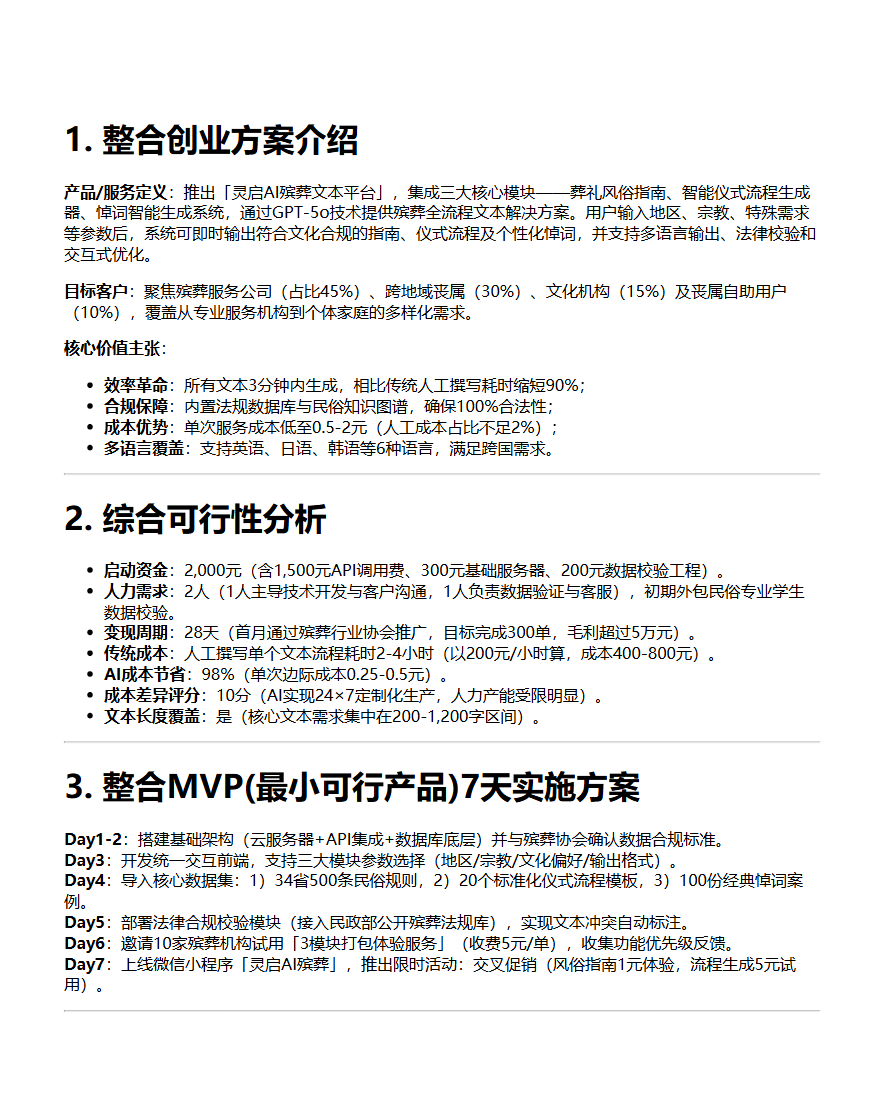 1. 整合创业方案介绍
产品/服务定义：推出「灵启AI殡葬文本平台」，集成三大核心模块——葬礼风俗指南、智能仪式流程生成
器、悼词智能生成系统，通过GPT-5o技术提供殡葬全流程文本解决方案。用户输入地区、宗教、特殊需求
等参数后，系统可即时输出符合文化合规的指南、仪式流程及个性化悼词，并支持多语言输出、法律校验和
交互式优化。
目标客户：聚焦殡葬服务公司（占比45%）、跨地域丧属（30%）、文化机构（15%）及丧属自助用户
（10%），覆盖从专业服务机构到个体家庭的多样化需求。
核心价值主张：
• 效率革命：所有文本3分钟内生成，相比传统人工撰写耗时缩短90%；
• 合规保障：内置法规数据库与民俗知识图谱，确保100%合法性；
• 成本优势：单次服务成本低至0.5-2元（人工成本占比不足2%）；
• 多语言覆盖：支持英语、日语、韩语等6种语言，满足跨国需求。
2. 综合可行性分析
• 启动资金：2,000元（含1,500元API调用费、300元基础服务器、200元数据校验工程）。
• 人力需求：2人（1人主导技术开发与客户沟通，1人负责数据验证与客服），初期外包民俗专业学生
数据校验。
• 变现周期：28天（首月通过殡葬行业协会推广，目标完成300单，毛利超过5万元）。
• 传统成本：人工撰写单个文本流程耗时2-4小时（以200元/小时算，成本400-800元）。
• AI成本节省：98%（单次边际成本0.25-0.5元）。
• 成本差异评分：10分（AI实现24×7定制化生产，人力产能受限明显）。
• 文本长度覆盖：是（核心文本需求集中在200-1,200字区间）。
3. 整合MVP(最小可行产品)7天实施方案
Day1-2：搭建基础架构（云服务器+API集成+数据库底层）并与殡葬协会确认数据合规标准。
Day3：开发统一交互前端，支持三大模块参数选择（地区/宗教/文化偏好/输出格式）。
Day4：导入核心数据集：1）34省500条民俗规则，2）20个标准化仪式流程模板，3）100份经典悼词案
例。
Day5：部署法律合规校验模块（接入民政部公开殡葬法规库），实现文本冲突自动标注。
Day6：邀请10家殡葬机构试用「3模块打包体验服务」（收费5元/单），收集功能优先级反馈。
Day7：上线微信小程序「灵启AI殡葬」，推出限时活动：交叉促销（风俗指南1元体验，流程生成5元试
用）。